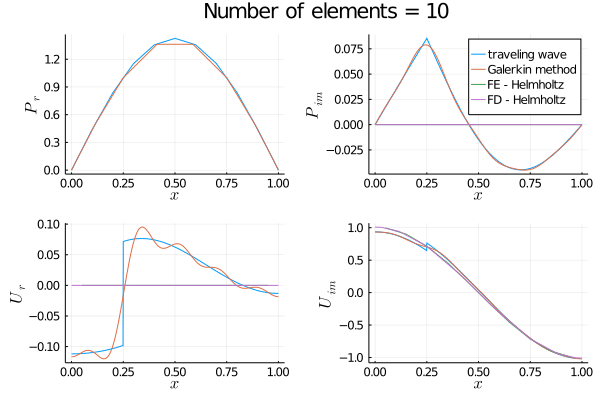 Number of elements = 10
P_r
1.2
0.9
0.6
0.3
0.0
0.00 0.25 0.50 0.75 1.00
x
P_im
0.075
0.050
0.025
0.000
−0.025
0.00 0.25 0.50 0.75 1.00
x
traveling wave
Galerkin method
FE - Helmholtz
FD - Helmholtz
U_r
0.10
0.05
0.00
−0.05
−0.10
0.00 0.25 0.50 0.75 1.00
x
U_im
1.0
0.5
0.0
−0.5
−1.0
0.00 0.25 0.50 0.75 1.00
x